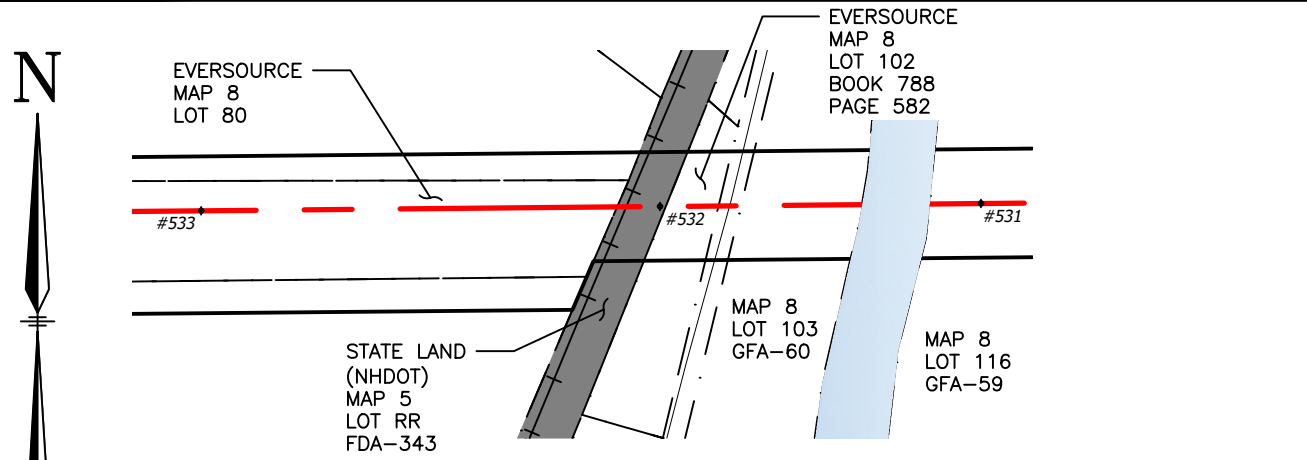 N
EVERSOURCE
MAP 8
LOT 80
EVERSOURCE
MAP 8
LOT 102
BOOK 788
PAGE 582
#533
#532
#531
STATE LAND
(NHDOT)
MAP 5
LOT RR
FDA-343
MAP 8
LOT 103
GFA-60
MAP 8
LOT 116
GFA-59